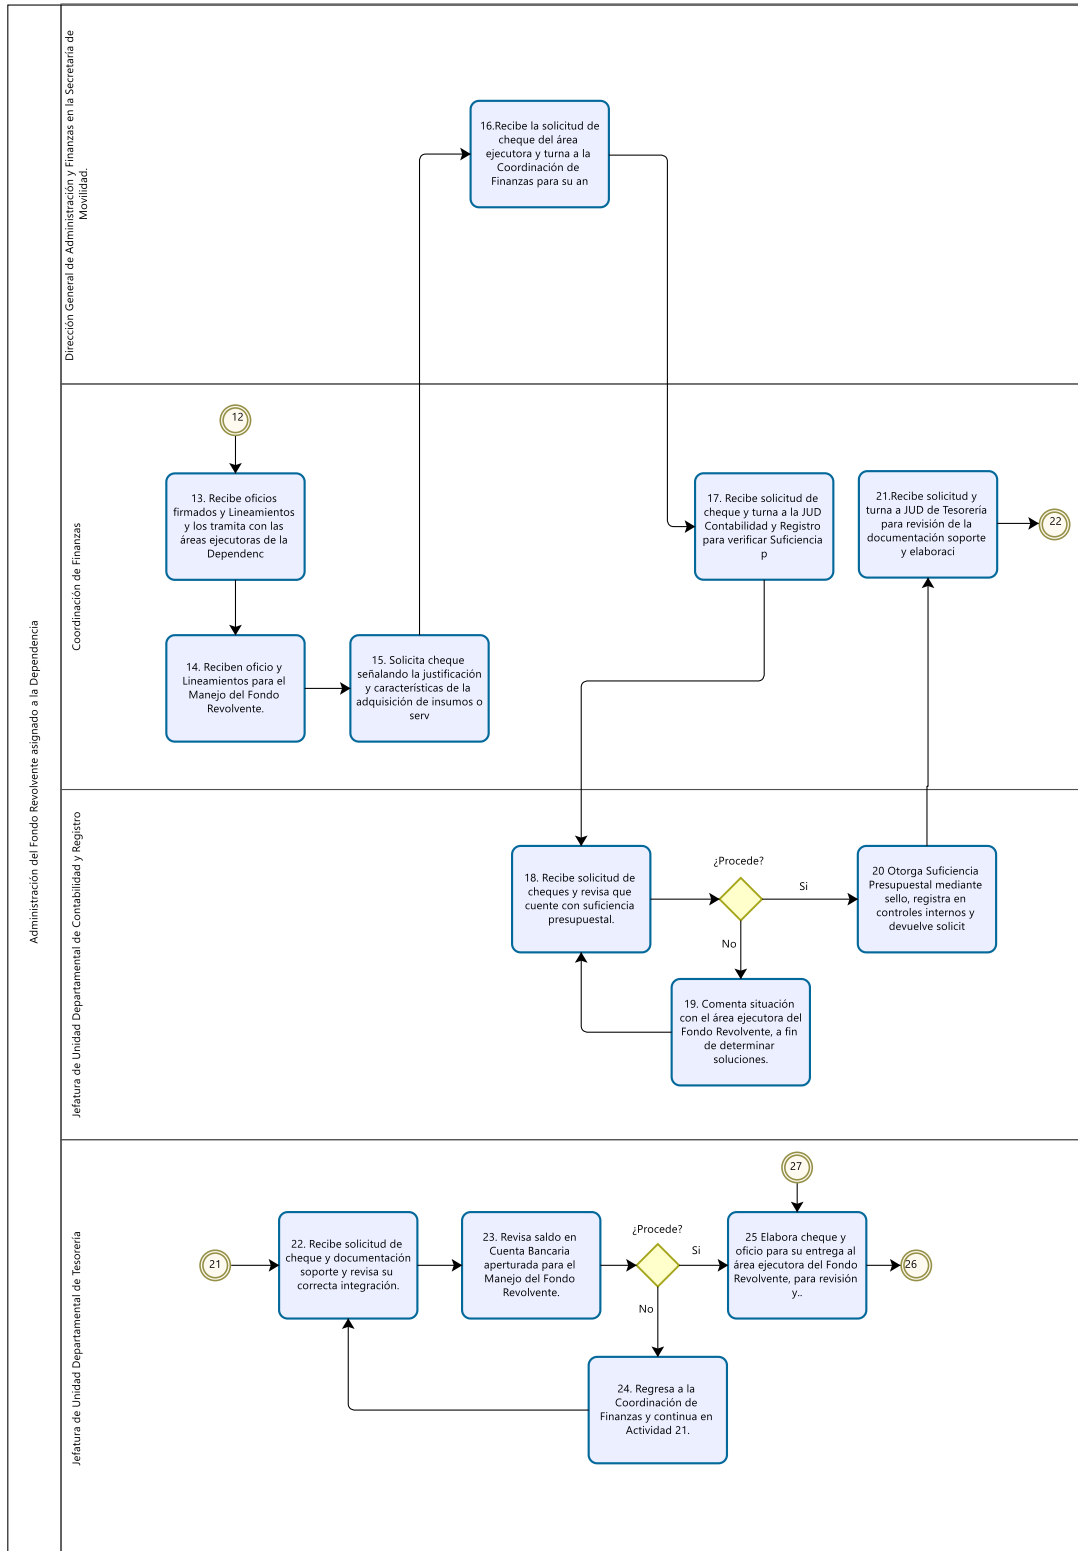 Administración del Fondo Revolvente asignado a la Dependencia
Dirección General de Administración y Finanzas en la Secretaría de
Movilidad.
16.Recibe la solicitud de
cheque del área
ejecutora y turna a la
Coordinación de
Finanzas para su an
Coordinación de Finanzas
12
13. Recibe oficios
firmados y Lineamientos
y los tramita con las
áreas ejecutoras de la
Dependenc
14. Reciben oficio y
Lineamientos para el
Manejo del Fondo
Revolvente.
15. Solicita cheque
señalando la justificación
y características de la
adquisición de insumos o
serv
17. Recibe solicitud de
cheque y turna a la JUD
Contabilidad y Registro
para verificar Suficiencia
p
21.Recibe solicitud y
turna a JUD de Tesorería
para revisión de la
documentación soporte
y elaboraci
22
Jefatura de Unidad Departamental de Contabilidad y Registro
18. Recibe solicitud de
cheques y revisa que
cuente con suficiencia
presupuestal.
¿Procede?
Si
No
19. Comenta situación
con el área ejecutora del
Fondo Revolvente, a fin
de determinar
soluciones.
20 Otorga Suficiencia
Presupuestal mediante
sello, registra en
controles internos y
devuelve solicit
Jefatura de Unidad Departamental de Tesorería
21
22. Recibe solicitud de
cheque y documentación
soporte y revisa su
correcta integración.
23. Revisa saldo en
Cuenta Bancaria
aperturada para el
Manejo del Fondo
Revolvente.
¿Procede?
Si
No
24. Regresa a la
Coordinación de
Finanzas y continua en
Actividad 21.
27
25 Elabora cheque y
oficio para su entrega al
área ejecutora del Fondo
Revolvente, para revisión
y..
26